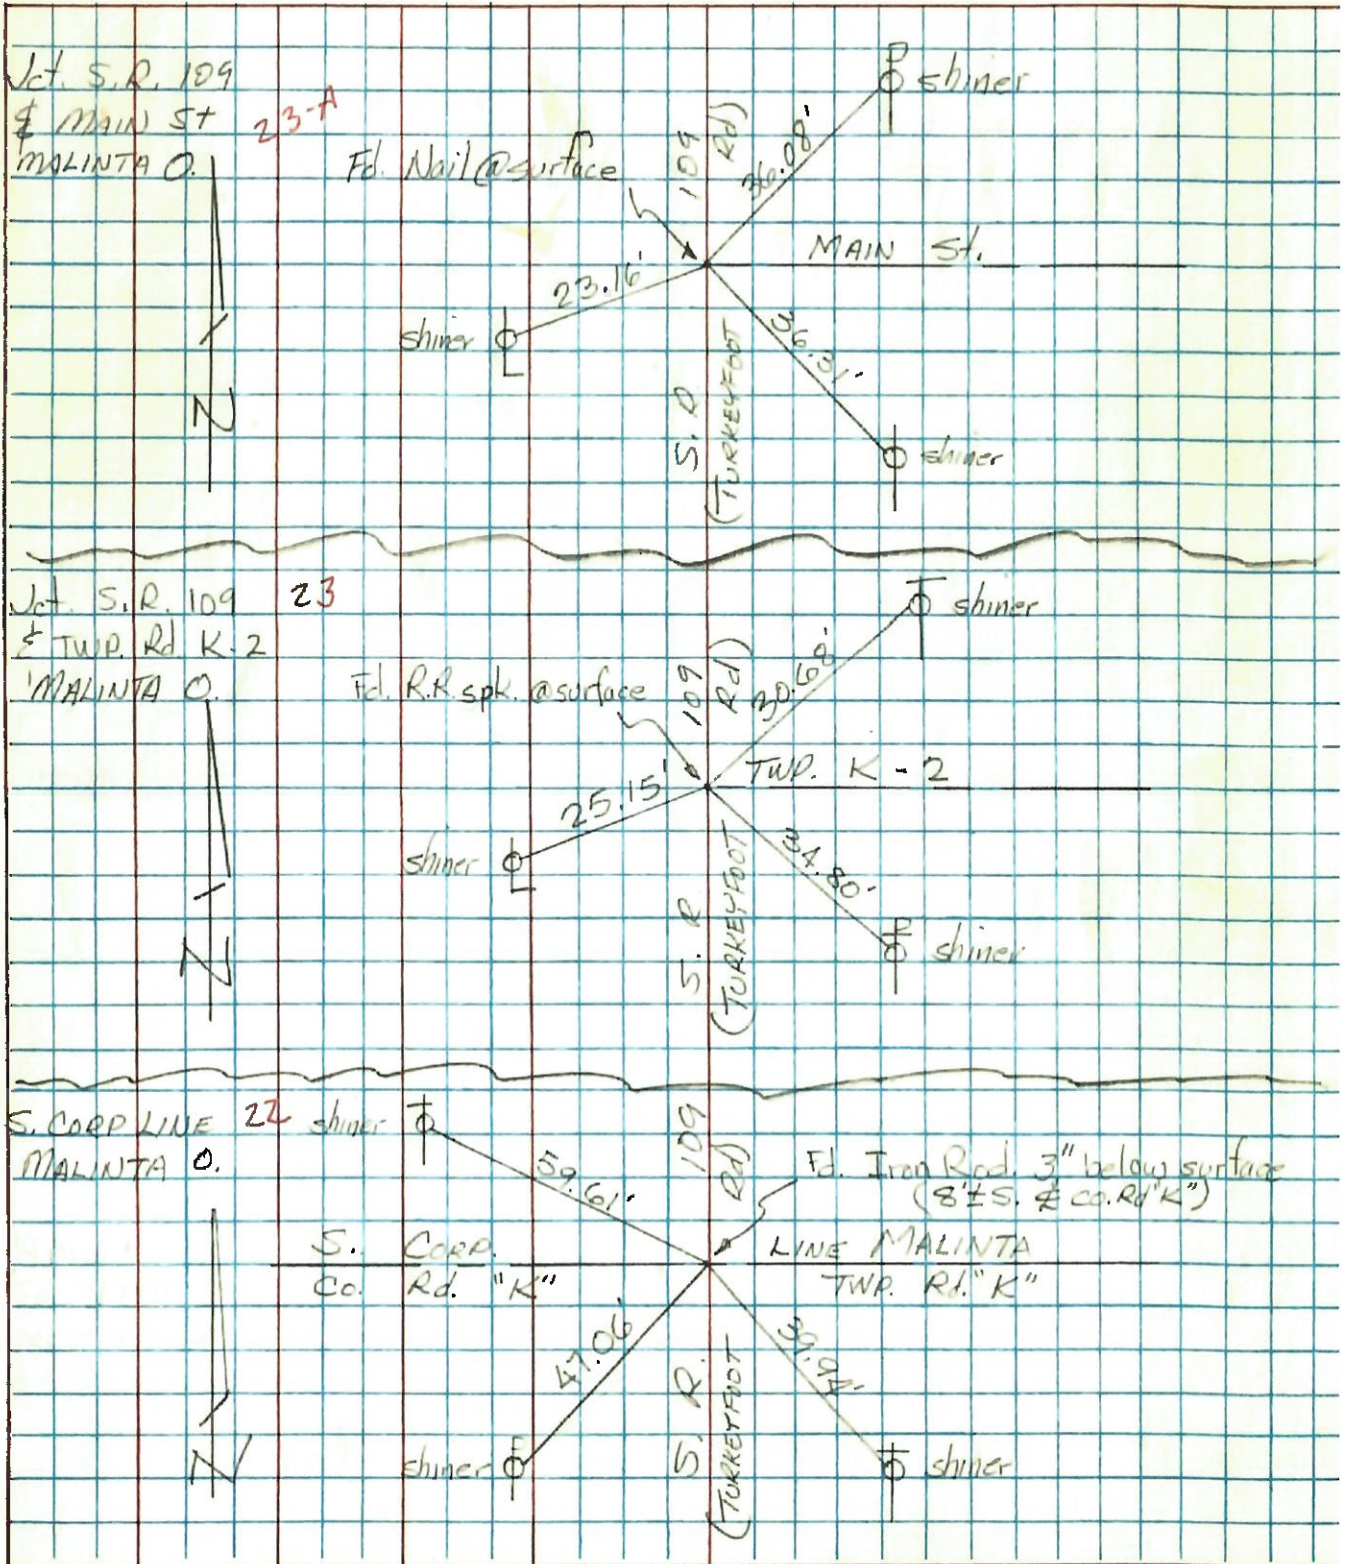 Jct. S.R. 109
& MAIN St
MALINTA O.
23-A
Fd. Nail @ surface
shiner
36.08'
109
Rd)
MAIN St.
23.16'
shiner
36.31'
S. R
(TURKEYFOOT
shiner
N
Jct. S.R. 109
23
& TWP. Rd K-2
MALINTA O.
Fd. R.R. spk. @ surface
shiner
30.68'
109
Rd)
TWP. K-2
25.15'
shiner
34.80'
S. R
(TURKEYFOOT
shiner
N
S. CORP LINE
22
MALINTA O.
shiner
59.61'
109
Rd)
Fd. Iron Rod. 3" below surface
(8'± S. ℄ CO. Rd "K")
S. CORP. LINE MALINTA
Co. Rd. "K" TWP. Rd. "K"
47.06'
39.94'
shiner
S. R.
(TURKEYFOOT
shiner
N